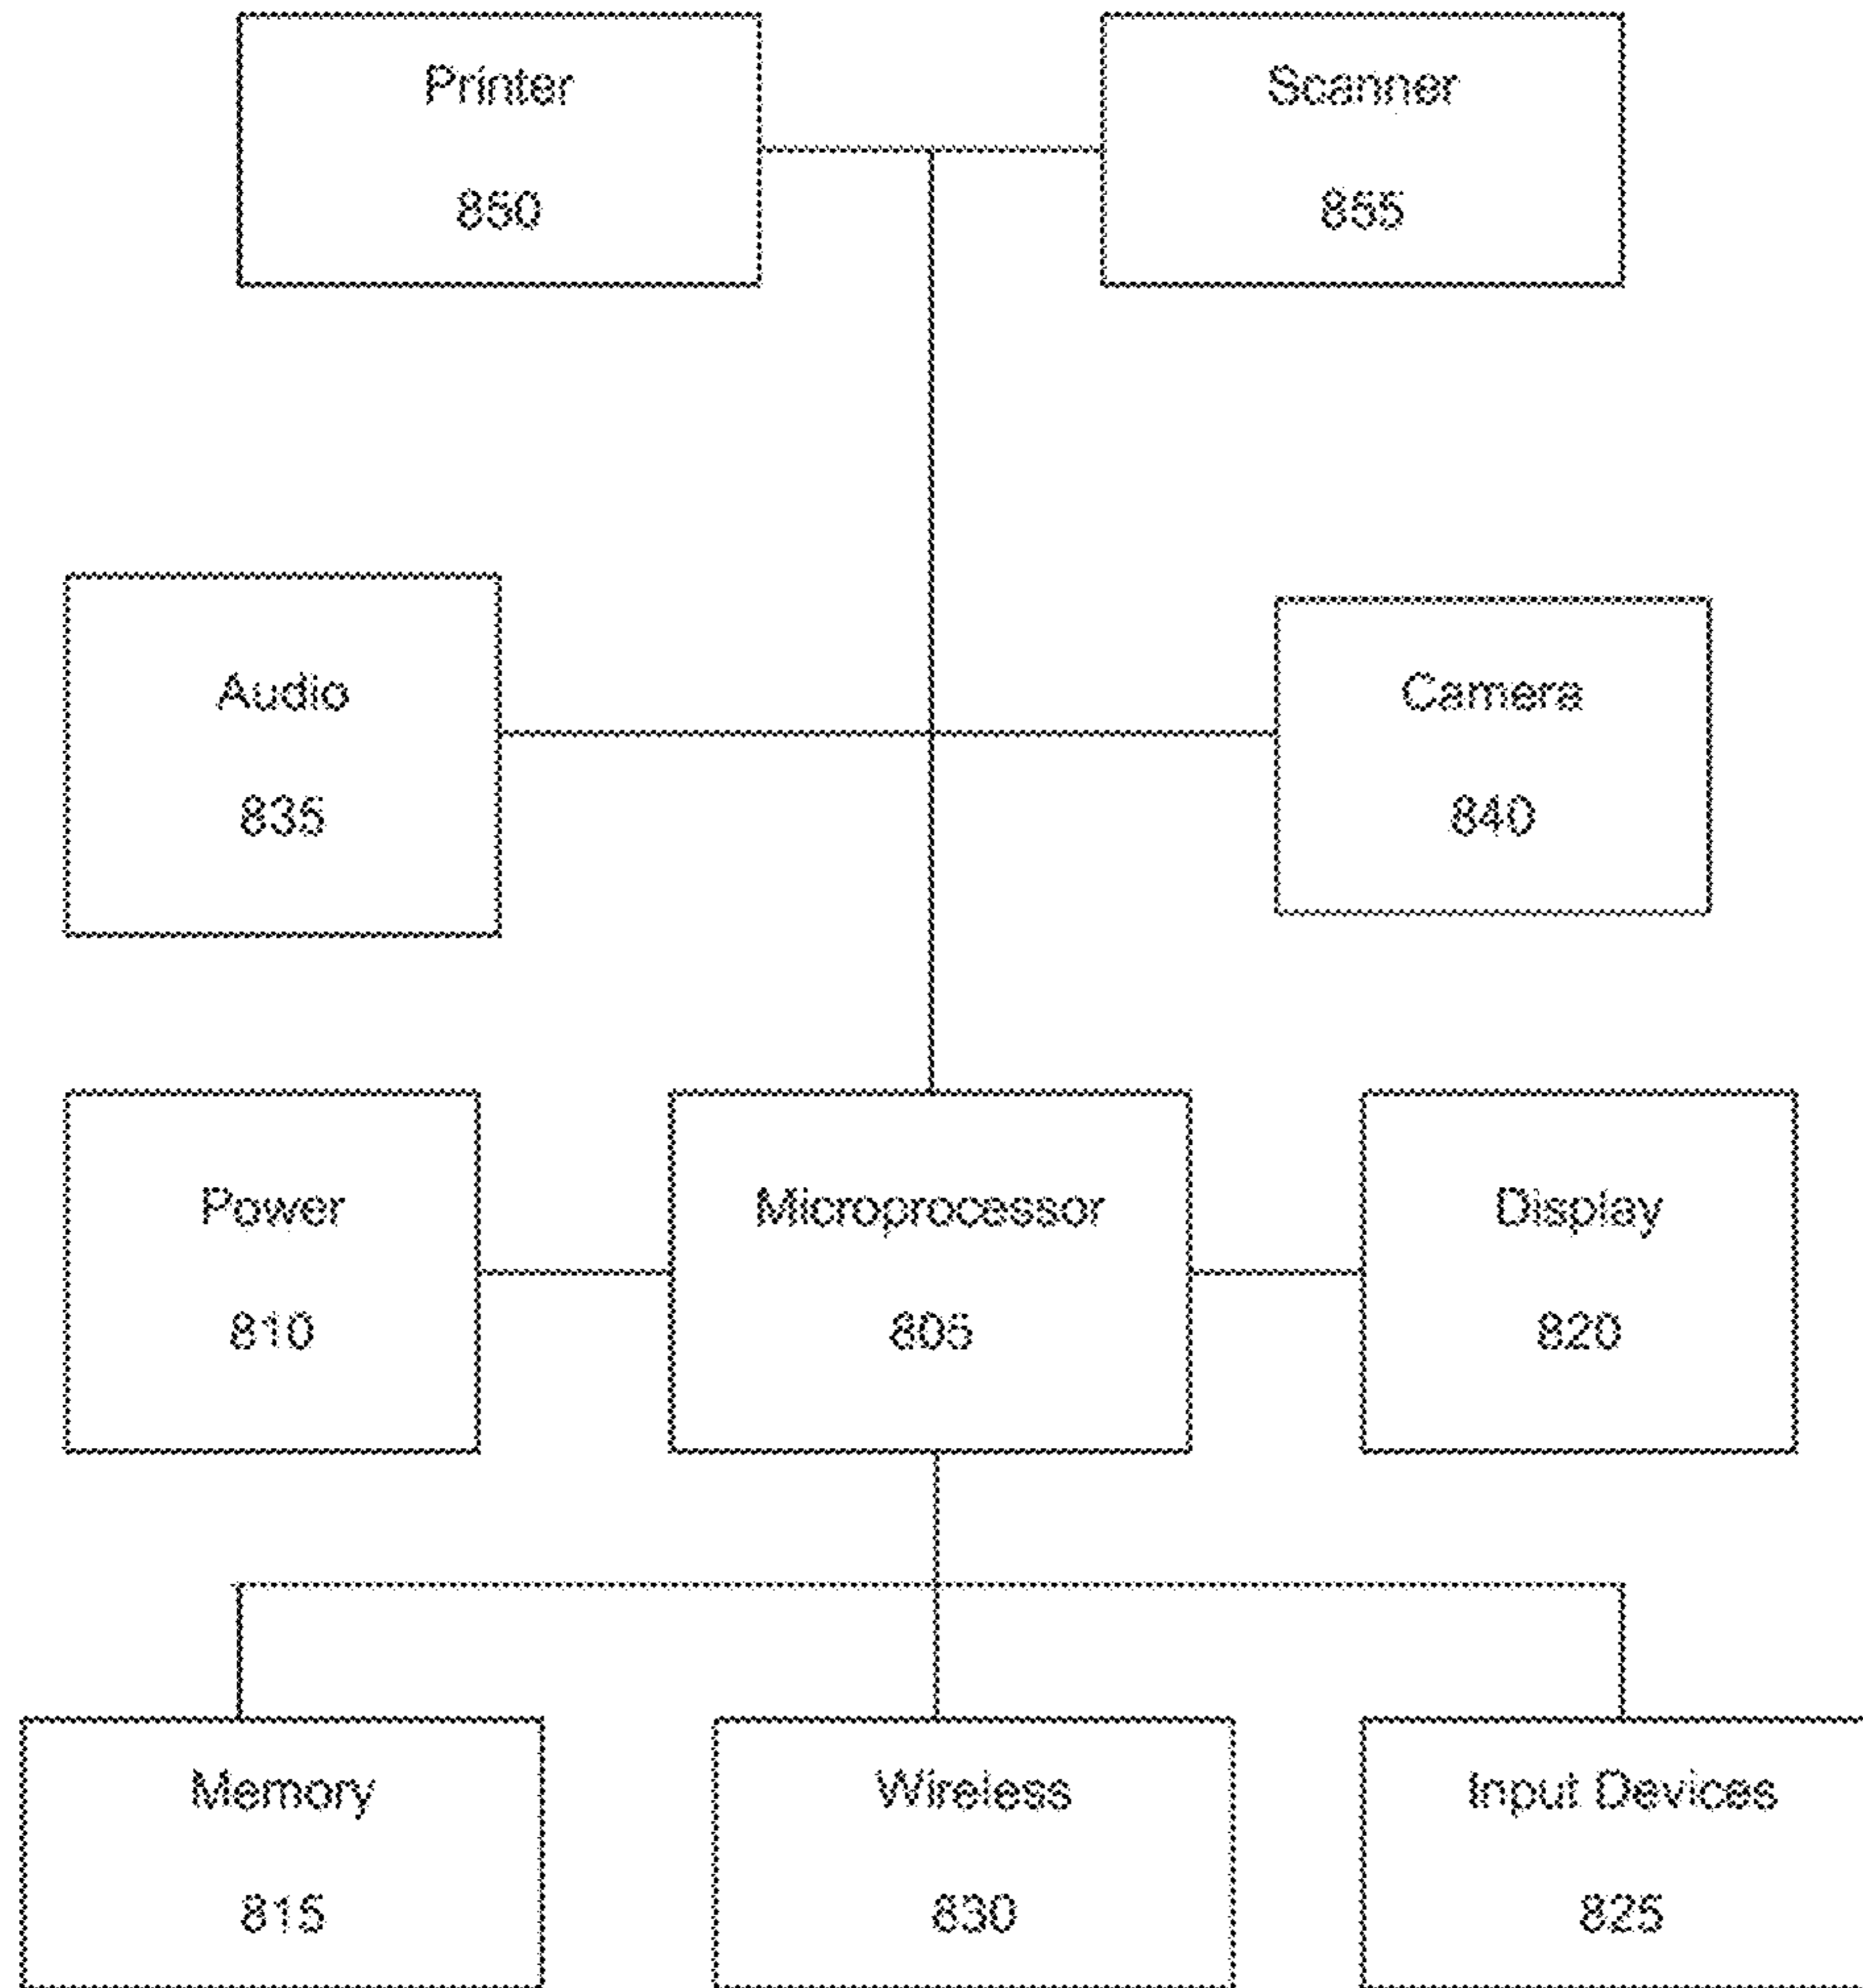 Printer
850
Scanner
855
Audio
835
Camera
840
Power
810
Microprocessor
805
Display
820
Memory
815
Wireless
830
Input Devices
825